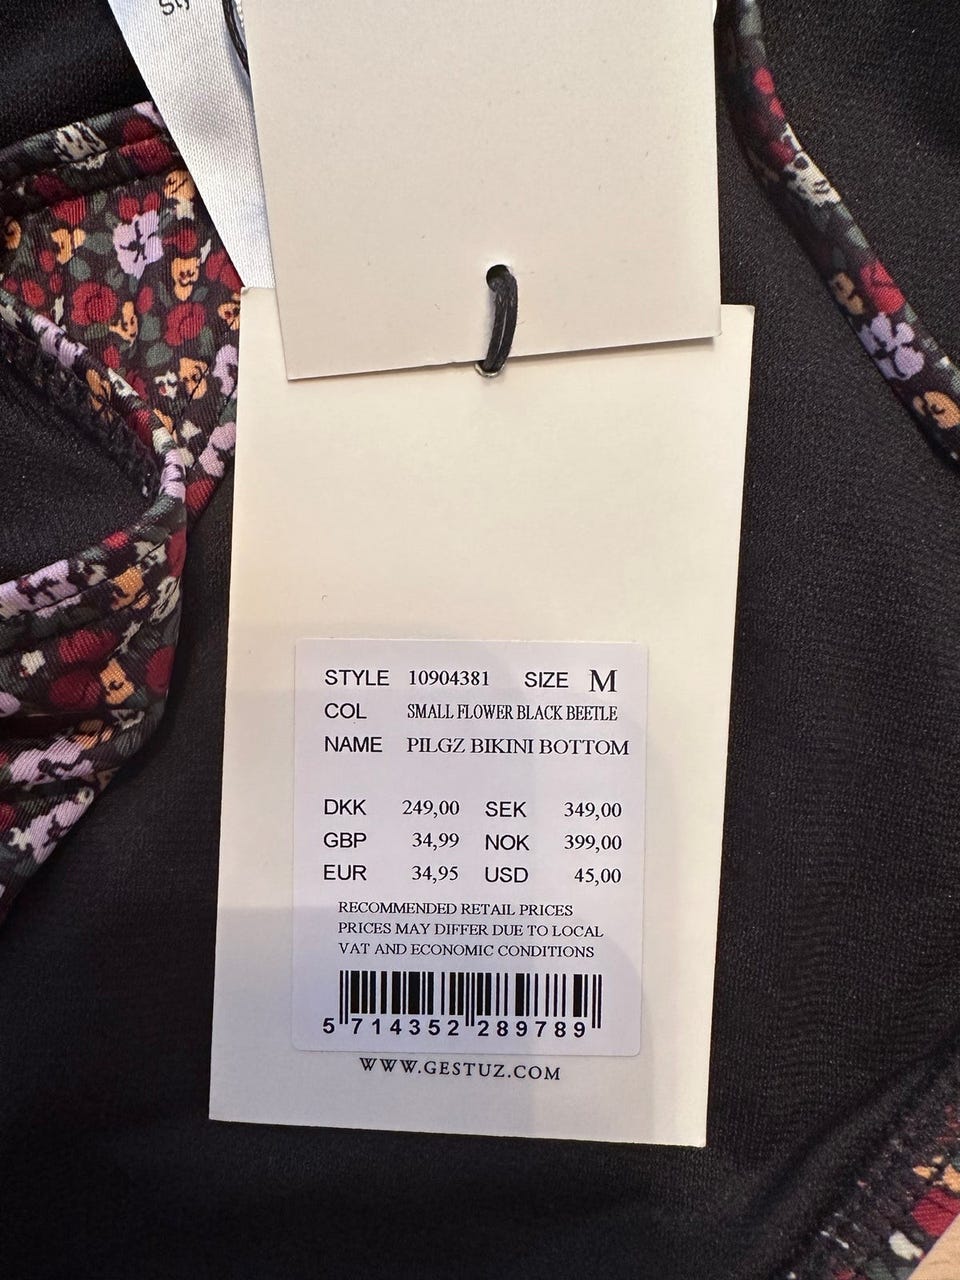 STYLE 10904381 SIZE M
COL SMALL FLOWER BLACK BEETLE
NAME PILGZ BIKINI BOTTOM
DKK 249,00 SEK 349,00
GBP 34,99 NOK 399,00
EUR 34,95 USD 45,00
RECOMMENDED RETAIL PRICES
PRICES MAY DIFFER DUE TO LOCAL
VAT AND ECONOMIC CONDITIONS
5 714352 289789
WWW.GESTUZ.COM